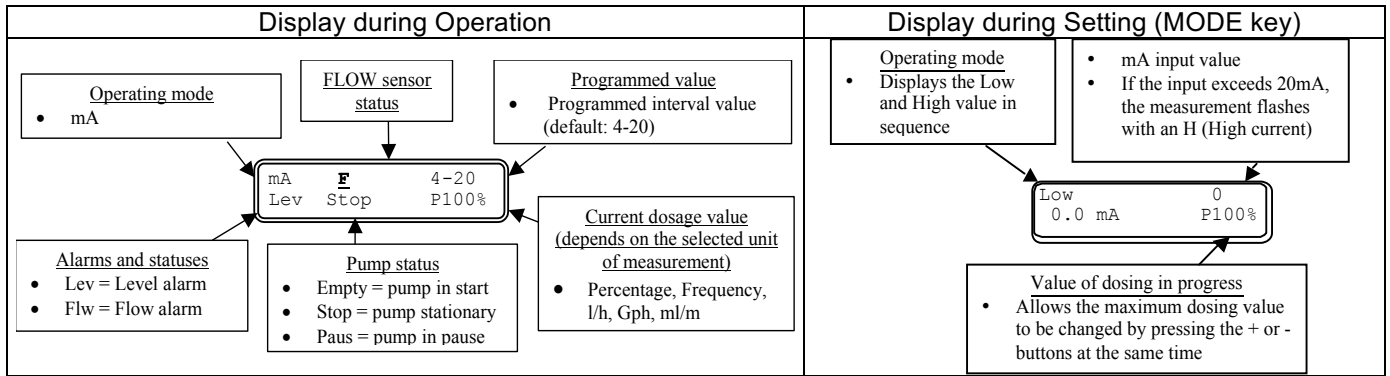 Display during Operation
Operating mode
• mA
FLOW sensor
status
Programmed value
• Programmed interval value
(default: 4-20)
mA F 4-20
Lev Stop P100%
Alarms and statuses
• Lev = Level alarm
• Flw = Flow alarm
Pump status
• Empty = pump in start
• Stop = pump stationary
• Paus = pump in pause
Current dosage value
(depends on the selected unit
of measurement)
• Percentage, Frequency,
l/h, Gph, ml/m
Display during Setting (MODE key)
Operating mode
• Displays the Low
and High value in
sequence
• mA input value
• If the input exceeds 20mA,
the measurement flashes
with an H (High current)
Low 0
0.0 mA P100%
Value of dosing in progress
• Allows the maximum dosing value
to be changed by pressing the + or -
buttons at the same time